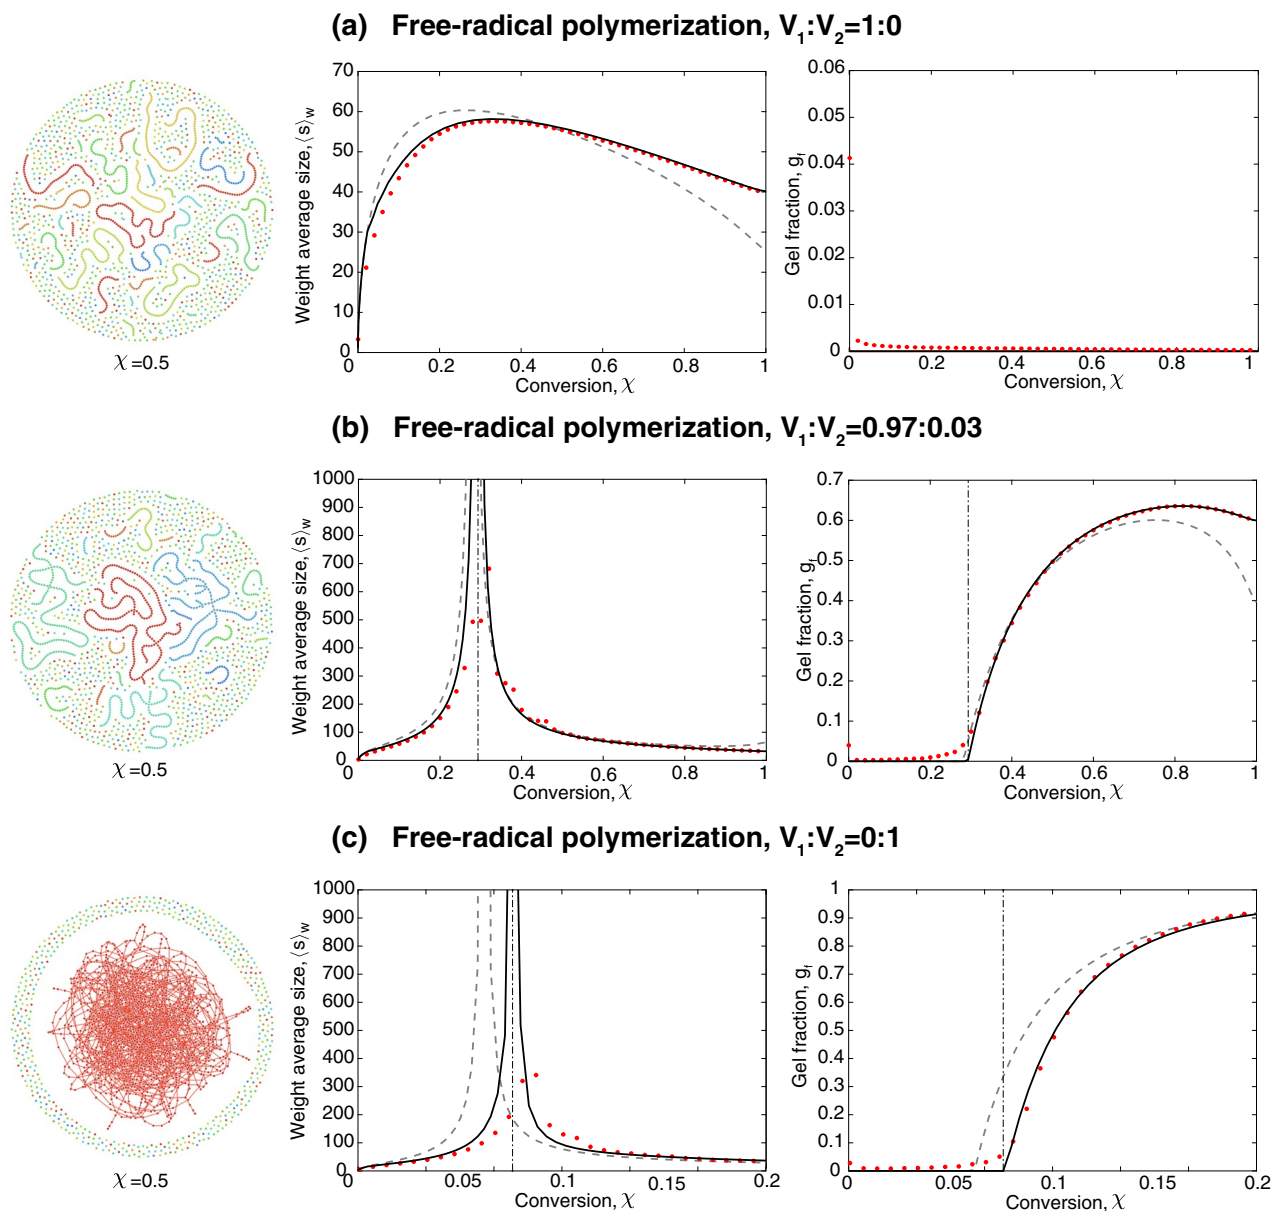 (a) Free-radical polymerization, V₁:V₂=1:0
χ=0.5
Weight average size, ⟨s⟩w
70
60
50
40
30
20
10
0
0 0.2 0.4 0.6 0.8 1
Conversion, χ
Gel fraction, gf
0.06
0.05
0.04
0.03
0.02
0.01
0
0 0.2 0.4 0.6 0.8 1
Conversion, χ
(b) Free-radical polymerization, V₁:V₂=0.97:0.03
χ=0.5
Weight average size, ⟨s⟩w
1000
900
800
700
600
500
400
300
200
100
0
0 0.2 0.4 0.6 0.8 1
Conversion, χ
Gel fraction, gf
0.7
0.6
0.5
0.4
0.3
0.2
0.1
0
0 0.2 0.4 0.6 0.8 1
Conversion, χ
(c) Free-radical polymerization, V₁:V₂=0:1
χ=0.5
Weight average size, ⟨s⟩w
1000
900
800
700
600
500
400
300
200
100
0
0 0.05 0.1 0.15 0.2
Conversion, χ
Gel fraction, gf
1
0.9
0.8
0.7
0.6
0.5
0.4
0.3
0.2
0.1
0
0 0.05 0.1 0.15 0.2
Conversion, χ